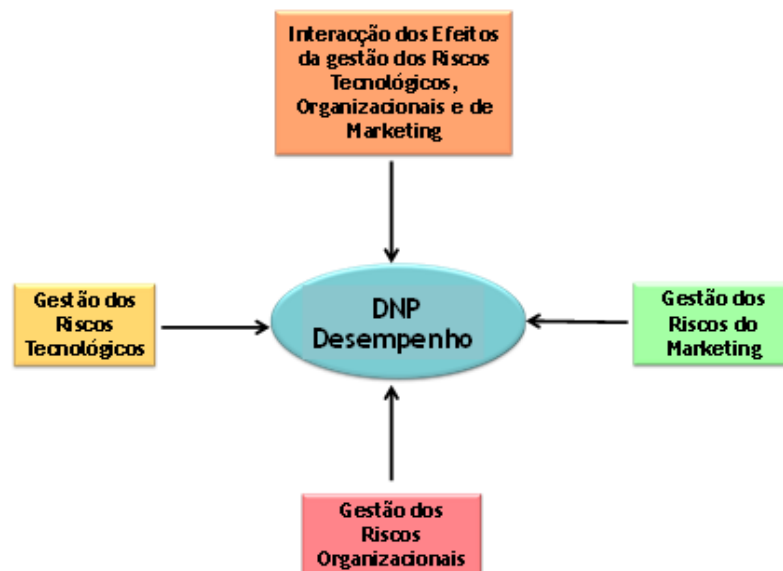 Interacção dos Efeitos
da gestão dos Riscos
Tecnológicos,
Organizacionais e de
Marketing
Gestão dos
Riscos
Tecnológicos
DNP
Desempenho
Gestão dos
Riscos do
Marketing
Gestão dos
Riscos
Organizacionais